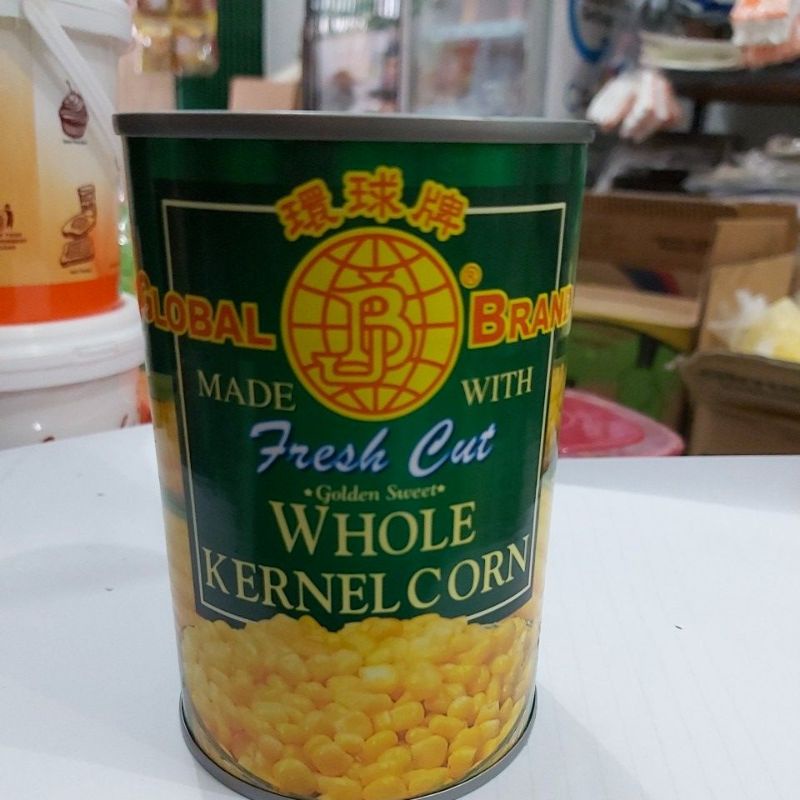 環球牌
GLOBAL BRAND
®
MADE WITH
Fresh Cut
*Golden Sweet*
WHOLE
KERNEL CORN